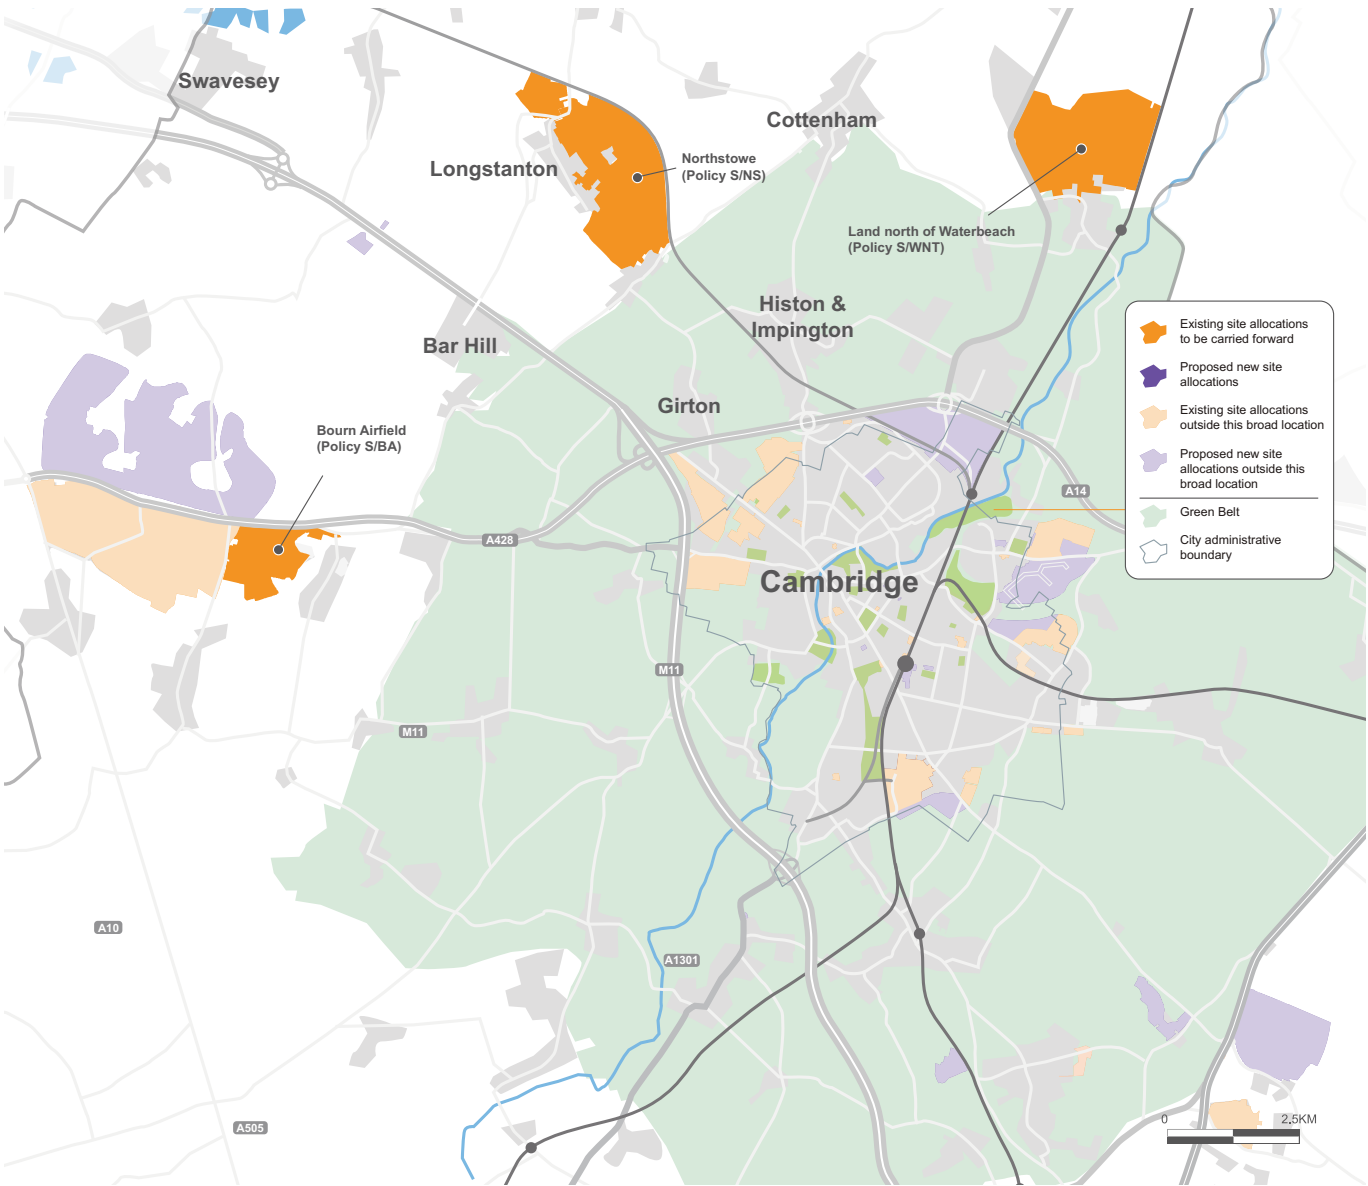 Swavesey
Cottenham
Longstanton
Northstowe
(Policy S/NS)
Land north of Waterbeach
(Policy S/WNT)
Histon &
Impington
Bar Hill
Girton
Bourn Airfield
(Policy S/BA)
Existing site allocations
to be carried forward
Proposed new site
allocations
Existing site allocations
outside this broad location
Proposed new site
allocations outside this
broad location
Green Belt
City administrative
boundary
A14
A428
Cambridge
M11
M11
A10
A1301
A505
0 2.5KM